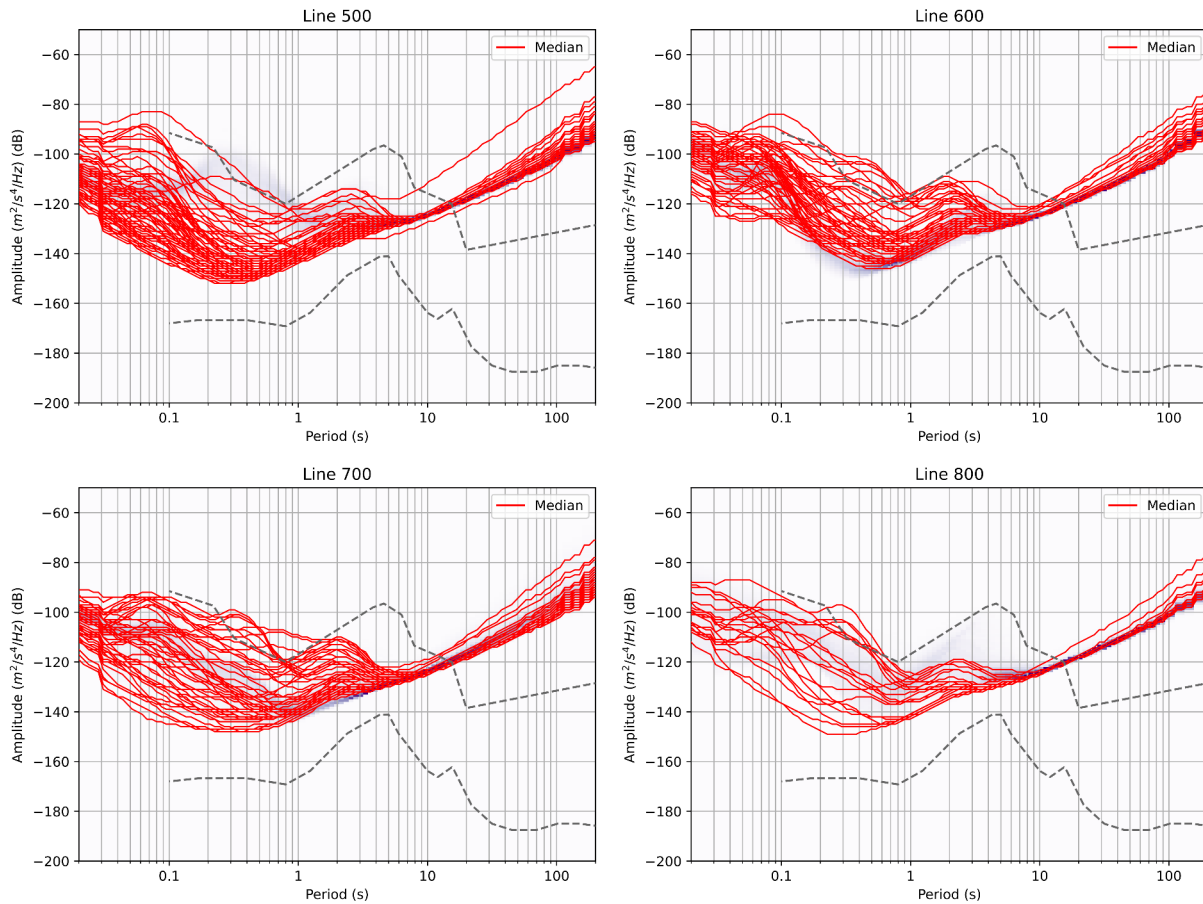 Line 500
Median
−60
−80
−100
−120
−140
−160
−180
−200
Amplitude (m²/s⁴/Hz) (dB)
0.1 1 10 100
Period (s)
Line 600
Median
−60
−80
−100
−120
−140
−160
−180
−200
Amplitude (m²/s⁴/Hz) (dB)
0.1 1 10 100
Period (s)
Line 700
Median
−60
−80
−100
−120
−140
−160
−180
−200
Amplitude (m²/s⁴/Hz) (dB)
0.1 1 10 100
Period (s)
Line 800
Median
−60
−80
−100
−120
−140
−160
−180
−200
Amplitude (m²/s⁴/Hz) (dB)
0.1 1 10 100
Period (s)